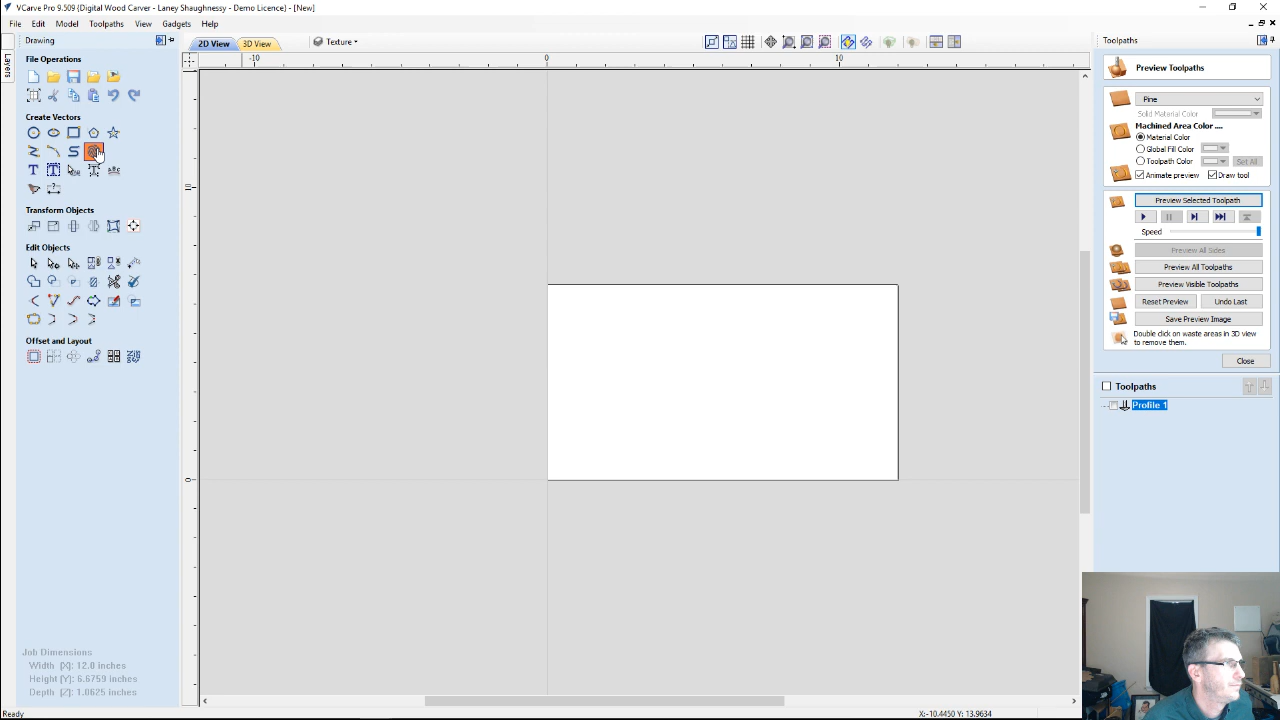 VCarve Pro 9.509 {Digital Wood Carver - Laney Shaughnessy - Demo Licence} - [New]
File Edit Model Toolpaths View Gadgets Help
Drawing
2D View 3D View Texture
Toolpaths
Layers
File Operations
Create Vectors
Transform Objects
Edit Objects
Offset and Layout
Job Dimensions
Width [X]: 12.0 inches
Height [Y]: 6.6759 inches
Depth [Z]: 1.0625 inches
-10 0 10
0
Preview Toolpaths
Pine
Solid Material Color
Machined Area Color ....
Material Color
Global Fill Color
Toolpath Color Set All
Animate preview Draw tool
Preview Selected Toolpath
Speed
Preview All Sides
Preview All Toolpaths
Preview Visible Toolpaths
Reset Preview Undo Last
Save Preview Image
Double click on waste areas in 3D view
to remove them.
Close
Toolpaths
Profile 1
Ready
X:-10.4450 Y: 13.9634